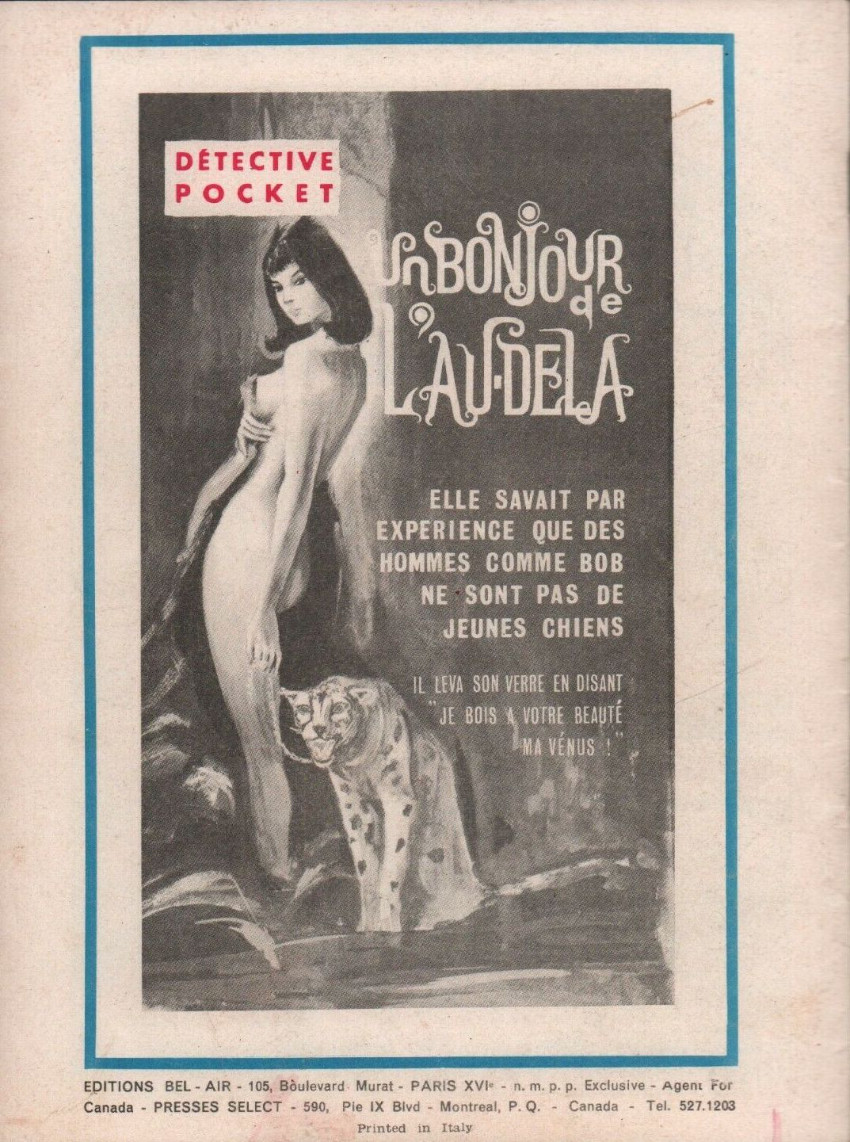 DÉTECTIVE
POCKET
Un BONJOUR
de
L'AU-DELA
ELLE SAVAIT PAR
EXPERIENCE QUE DES
HOMMES COMME BOB
NE SONT PAS DE
JEUNES CHIENS
IL LEVA SON VERRE EN DISANT
"JE BOIS A VOTRE BEAUTÉ
MA VÉNUS !"
EDITIONS BEL - AIR - 105, Bòulevard Murat - PARIS XVIe - n. m. p. p. Exclusive - Agent For
Canada - PRESSES SELECT - 590, Pie IX Blvd - Montreal, P. Q. - Canada - Tel. 527.1203
Printed in Italy